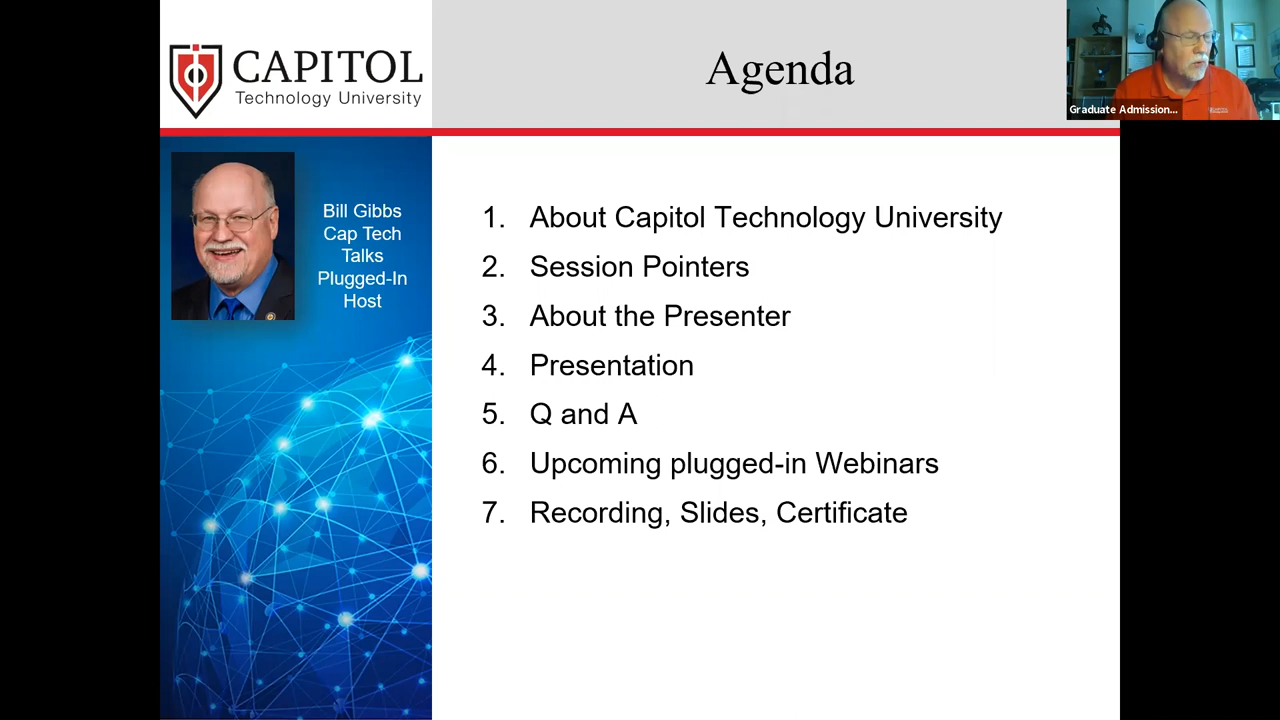 CAPITOL
Technology University
Agenda
Graduate Admission...
Bill Gibbs
Cap Tech
Talks
Plugged-In
Host
1. About Capitol Technology University
2. Session Pointers
3. About the Presenter
4. Presentation
5. Q and A
6. Upcoming plugged-in Webinars
7. Recording, Slides, Certificate